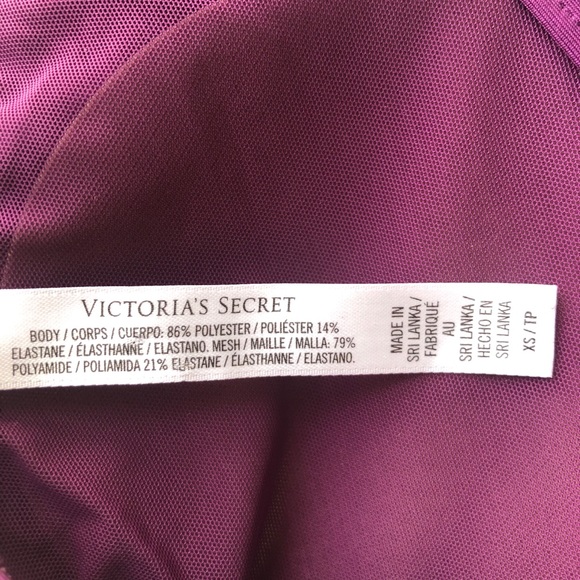 VICTORIA'S SECRET
BODY / CORPS / CUERPO: 86% POLYESTER / POLIÉSTER 14%
ELASTANE / ÉLASTHANNE / ELASTANO. MESH / MAILLE / MALLA: 79%
POLYAMIDE / POLIAMIDA 21% ELASTANE / ÉLASTHANNE / ELASTANO.
MADE IN
SRI LANKA /
FABRIQUÉ
AU
SRI LANKA /
HECHO EN
SRI LANKA
XS / TP